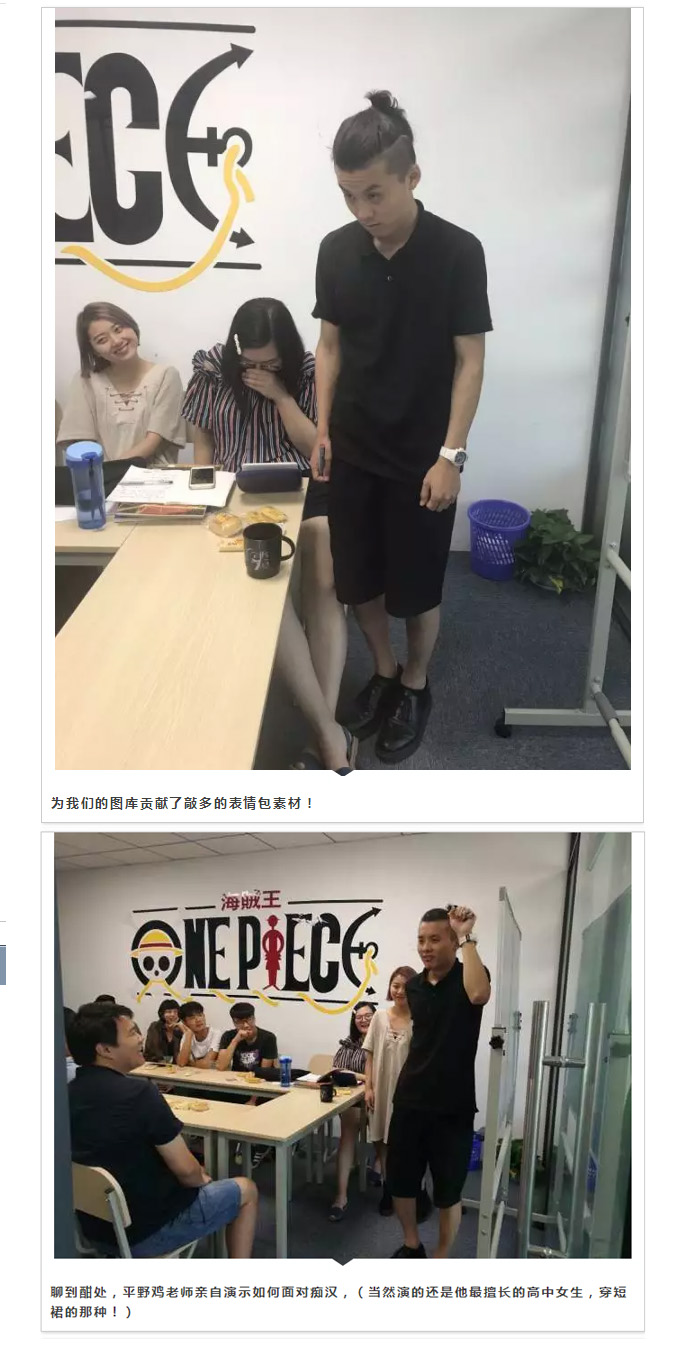 IECE
为我们的图库贡献了敲多的表情包素材！
海贼王
ONE PIECE
聊到酣处，平野鸡老师亲自演示如何面对痴汉，（当然演的还是他最擅长的高中女生，穿短
裙的那种！）